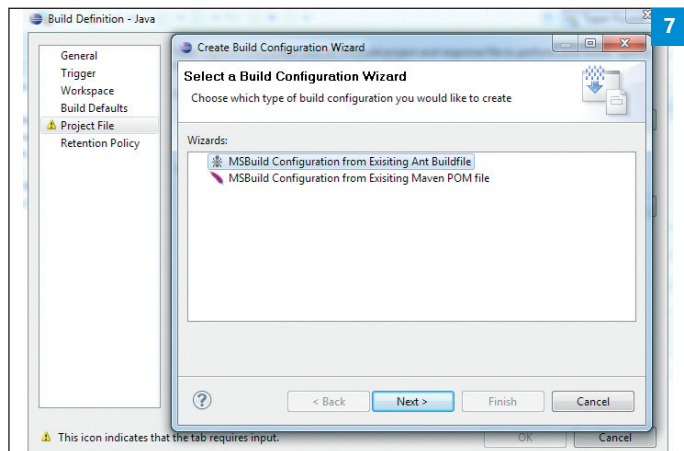 Build Definition - Java
7
General
Trigger
Workspace
Build Defaults
Project File
Retention Policy
Create Build Configuration Wizard
Select a Build Configuration Wizard
Choose which type of build configuration you would like to create
Wizards:
MSBuild Configuration from Exisiting Ant Buildfile
MSBuild Configuration from Exisiting Maven POM file
< Back
Next >
Finish
Cancel
This icon indicates that the tab requires input.
OK
Cancel